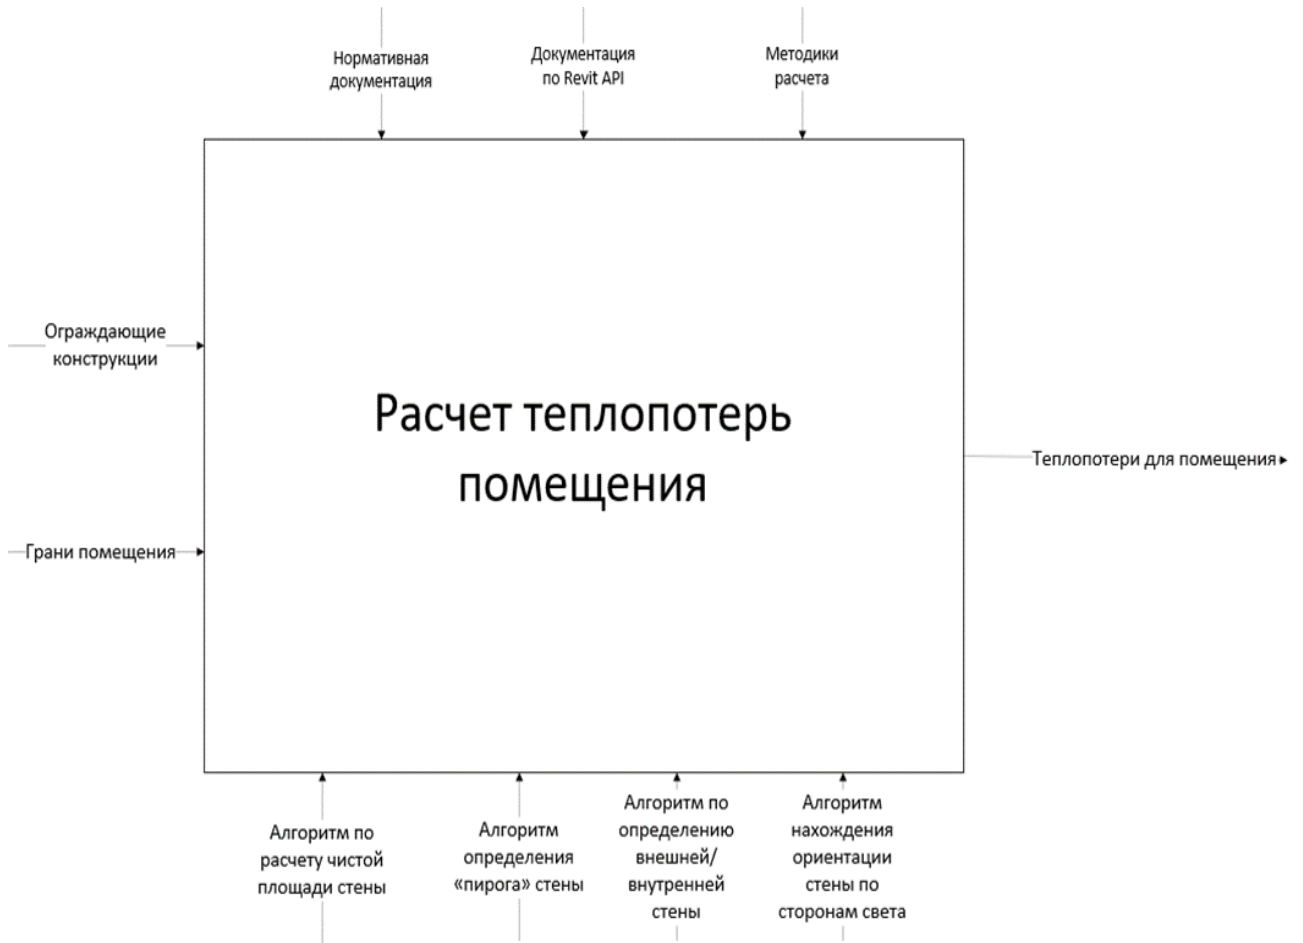 Нормативная
документация
Документация
по Revit API
Методики
расчета
Ограждающие
конструкции
Расчет теплопотерь
помещения
Теплопотери для помещения
Грани помещения
Алгоритм по
расчету чистой
площади стены
Алгоритм
определения
«пирога» стены
Алгоритм по
определению
внешней/
внутренней
стены
Алгоритм
нахождения
ориентации
стены по
сторонам света